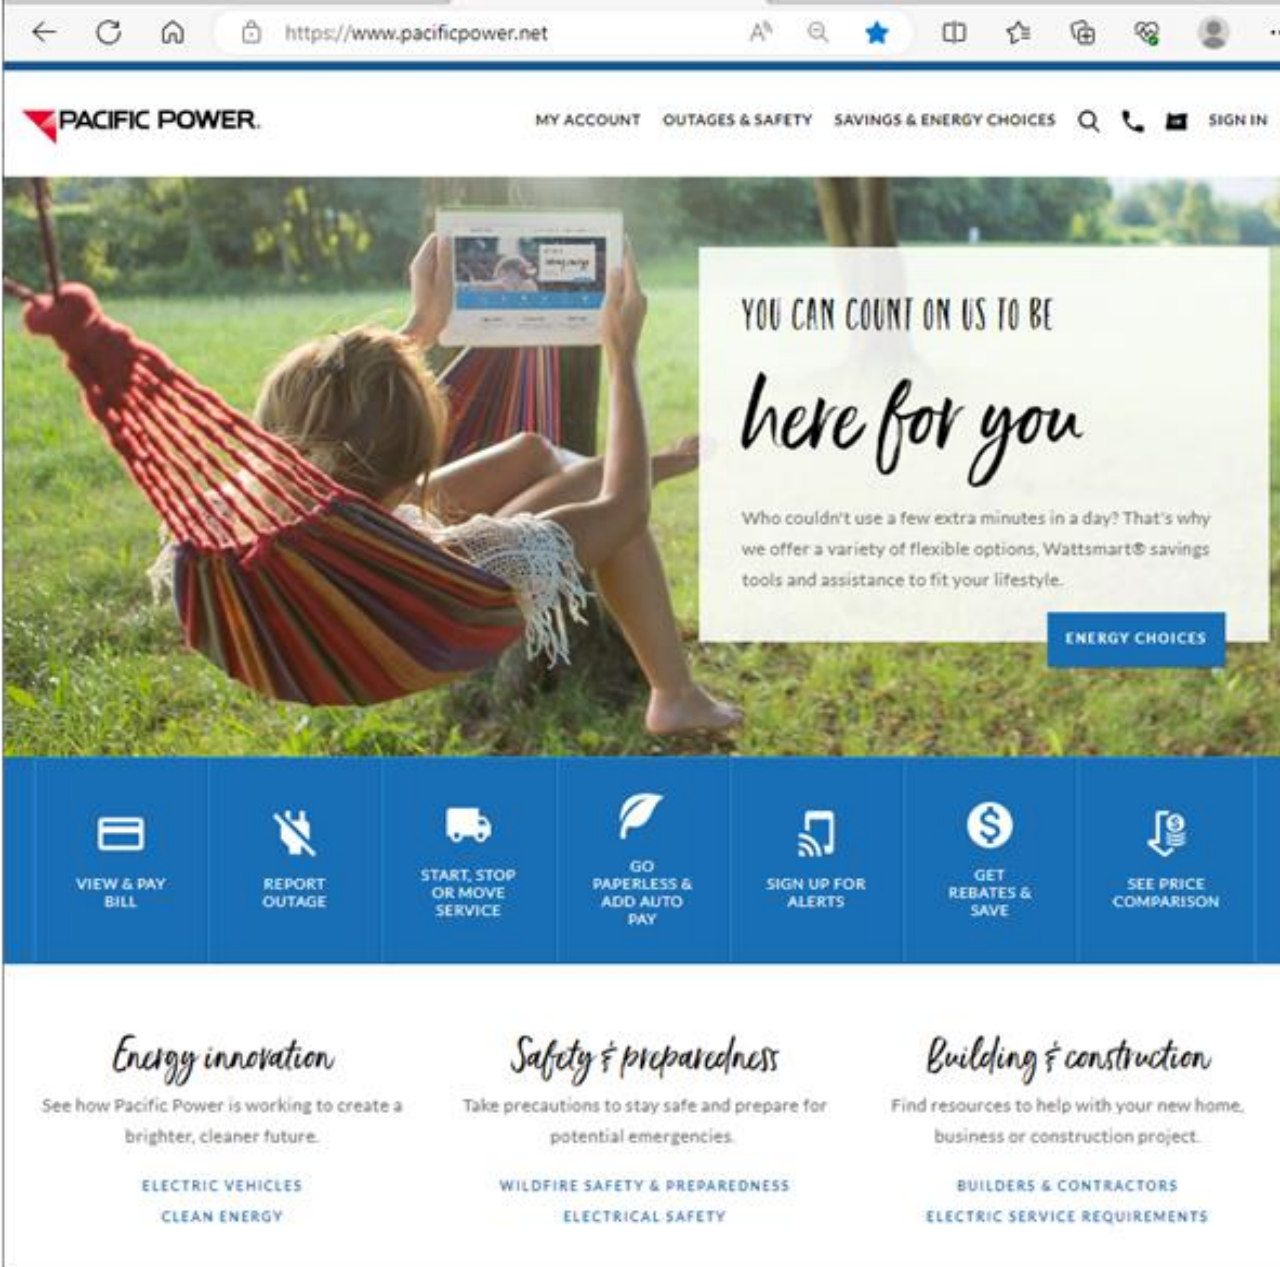 https://www.pacificpower.net
PACIFIC POWER.
MY ACCOUNT OUTAGES & SAFETY SAVINGS & ENERGY CHOICES SIGN IN
YOU CAN COUNT ON US TO BE
here for you
Who couldn't use a few extra minutes in a day? That's why
we offer a variety of flexible options, Wattsmart® savings
tools and assistance to fit your lifestyle.
ENERGY CHOICES
VIEW & PAY
BILL
REPORT
OUTAGE
START, STOP
OR MOVE
SERVICE
GO
PAPERLESS &
ADD AUTO
PAY
SIGN UP FOR
ALERTS
GET
REBATES &
SAVE
SEE PRICE
COMPARISON
Energy innovation
See how Pacific Power is working to create a
brighter, cleaner future.
ELECTRIC VEHICLES
CLEAN ENERGY
Safety & preparedness
Take precautions to stay safe and prepare for
potential emergencies.
WILDFIRE SAFETY & PREPAREDNESS
ELECTRICAL SAFETY
Building & construction
Find resources to help with your new home,
business or construction project.
BUILDERS & CONTRACTORS
ELECTRIC SERVICE REQUIREMENTS